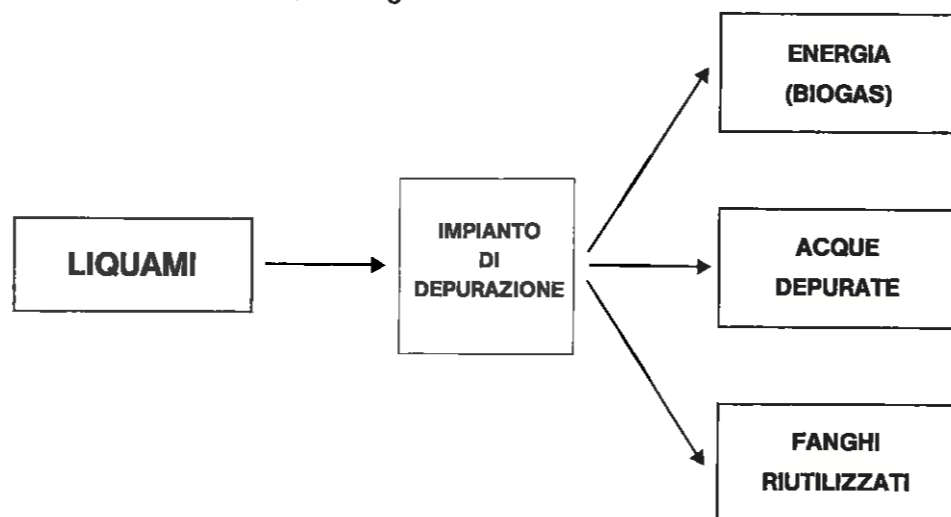 ENERGIA
(BIOGAS)
LIQUAMI
IMPIANTO
DI
DEPURAZIONE
ACQUE
DEPURATE
FANGHI
RIUTILIZZATI